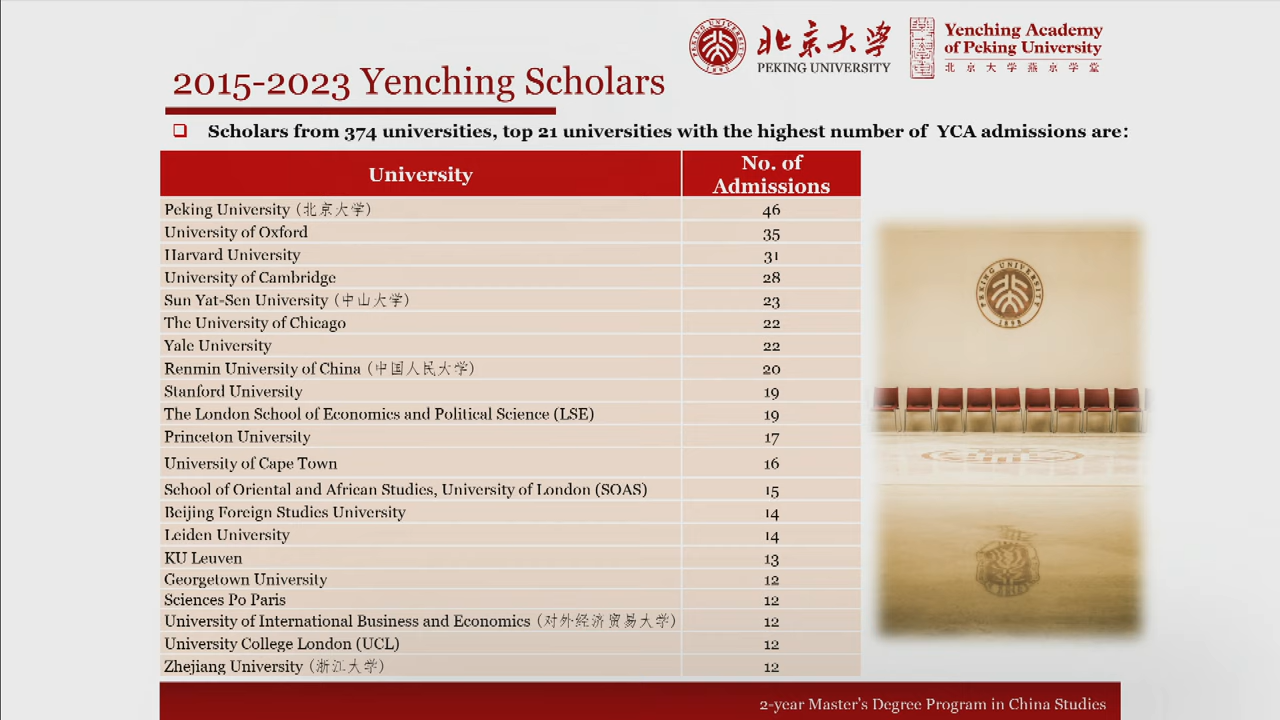 北京大学
PEKING UNIVERSITY
Yenching Academy
of Peking University
北京大学燕京学堂
2015-2023 Yenching Scholars
Scholars from 374 universities, top 21 universities with the highest number of YCA admissions are:
University No. of Admissions
Peking University (北京大学) 46
University of Oxford 35
Harvard University 31
University of Cambridge 28
Sun Yat-Sen University (中山大学) 23
The University of Chicago 22
Yale University 22
Renmin University of China (中国人民大学) 20
Stanford University 19
The London School of Economics and Political Science (LSE) 19
Princeton University 17
University of Cape Town 16
School of Oriental and African Studies, University of London (SOAS) 15
Beijing Foreign Studies University 14
Leiden University 14
KU Leuven 13
Georgetown University 12
Sciences Po Paris 12
University of International Business and Economics (对外经济贸易大学) 12
University College London (UCL) 12
Zhejiang University (浙江大学) 12
PEKING UNIVERSITY
1898
2-year Master's Degree Program in China Studies